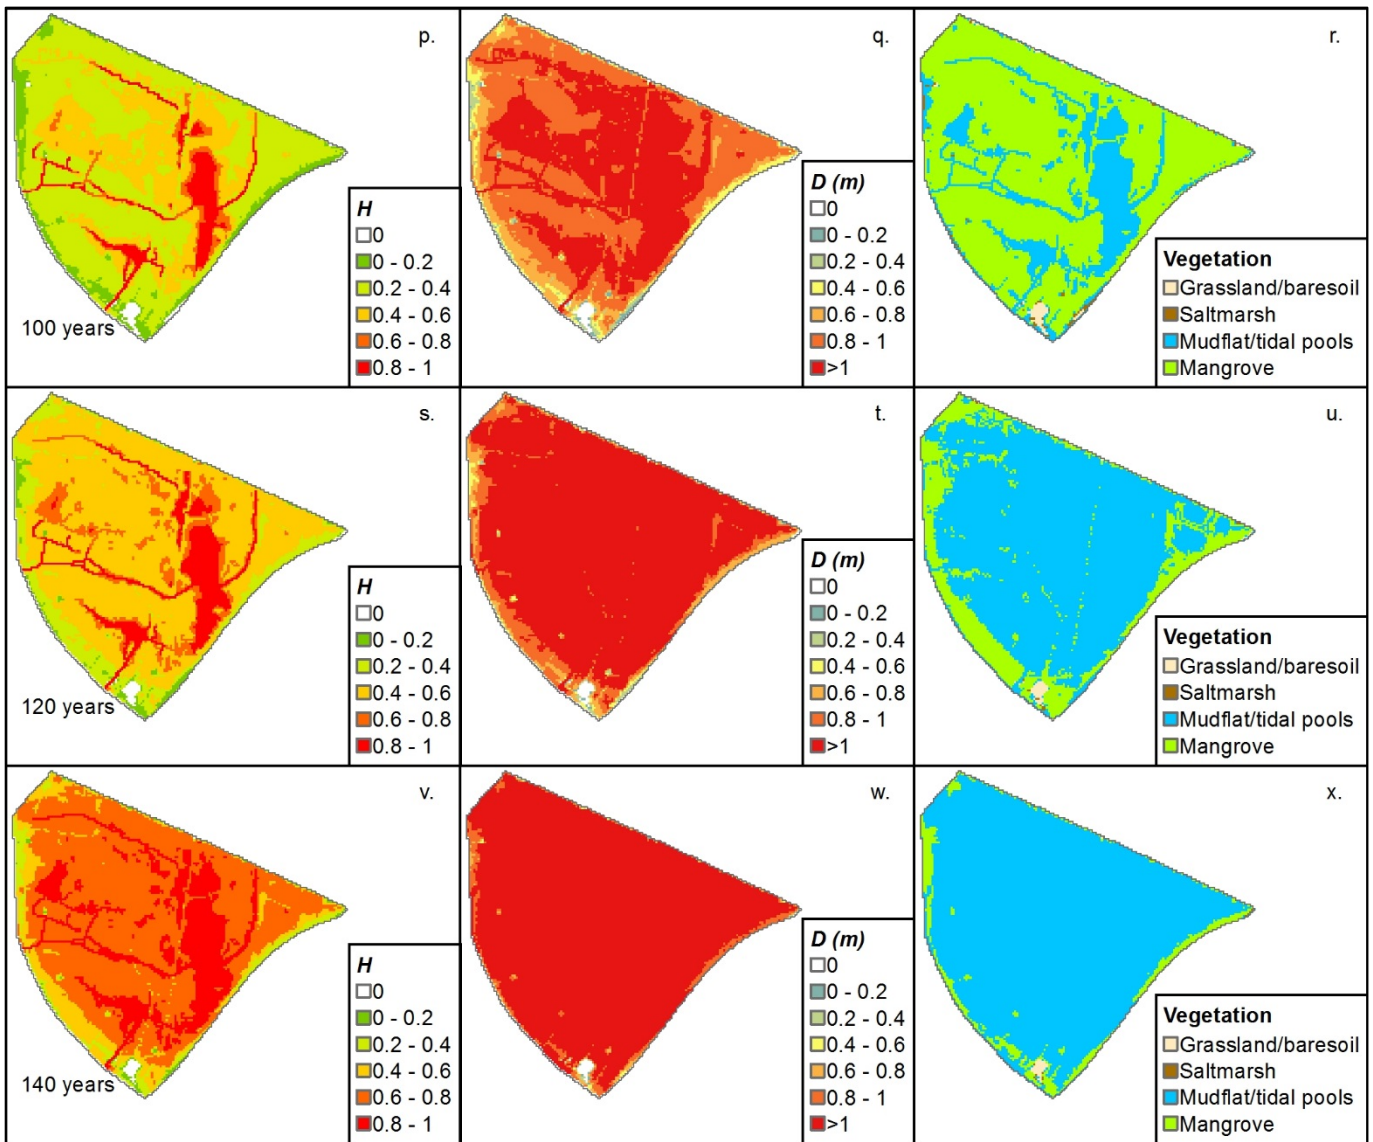 p.
H
0
0 - 0.2
0.2 - 0.4
0.4 - 0.6
0.6 - 0.8
0.8 - 1
100 years
q.
D (m)
0
0 - 0.2
0.2 - 0.4
0.4 - 0.6
0.6 - 0.8
0.8 - 1
>1
r.
Vegetation
Grassland/baresoil
Saltmarsh
Mudflat/tidal pools
Mangrove
s.
H
0
0 - 0.2
0.2 - 0.4
0.4 - 0.6
0.6 - 0.8
0.8 - 1
120 years
t.
D (m)
0
0 - 0.2
0.2 - 0.4
0.4 - 0.6
0.6 - 0.8
0.8 - 1
>1
u.
Vegetation
Grassland/baresoil
Saltmarsh
Mudflat/tidal pools
Mangrove
v.
H
0
0 - 0.2
0.2 - 0.4
0.4 - 0.6
0.6 - 0.8
0.8 - 1
140 years
w.
D (m)
0
0 - 0.2
0.2 - 0.4
0.4 - 0.6
0.6 - 0.8
0.8 - 1
>1
x.
Vegetation
Grassland/baresoil
Saltmarsh
Mudflat/tidal pools
Mangrove